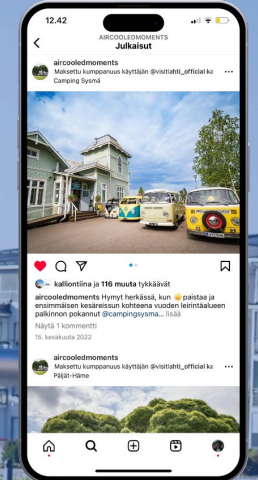 12.42
AIRCOOLEDMOMENTS
Julkaisut
aircooledmoments
Maksettu kumppanuus käyttäjän @visitlahti_official ka
Camping Sysmä
kalliontiina ja 116 muuta tykkäävät
aircooledmoments Hymyt herkässä, kun ☀️ paistaa ja
ensimmäisen kesäreissun kohteena vuoden leirintäalueen
palkinnon pokannut @campingsysma... lisää
Näytä 1 kommentti
15. kesäkuuta 2022
aircooledmoments
Maksettu kumppanuus käyttäjän @visitlahti_official ka
Päijät-Häme